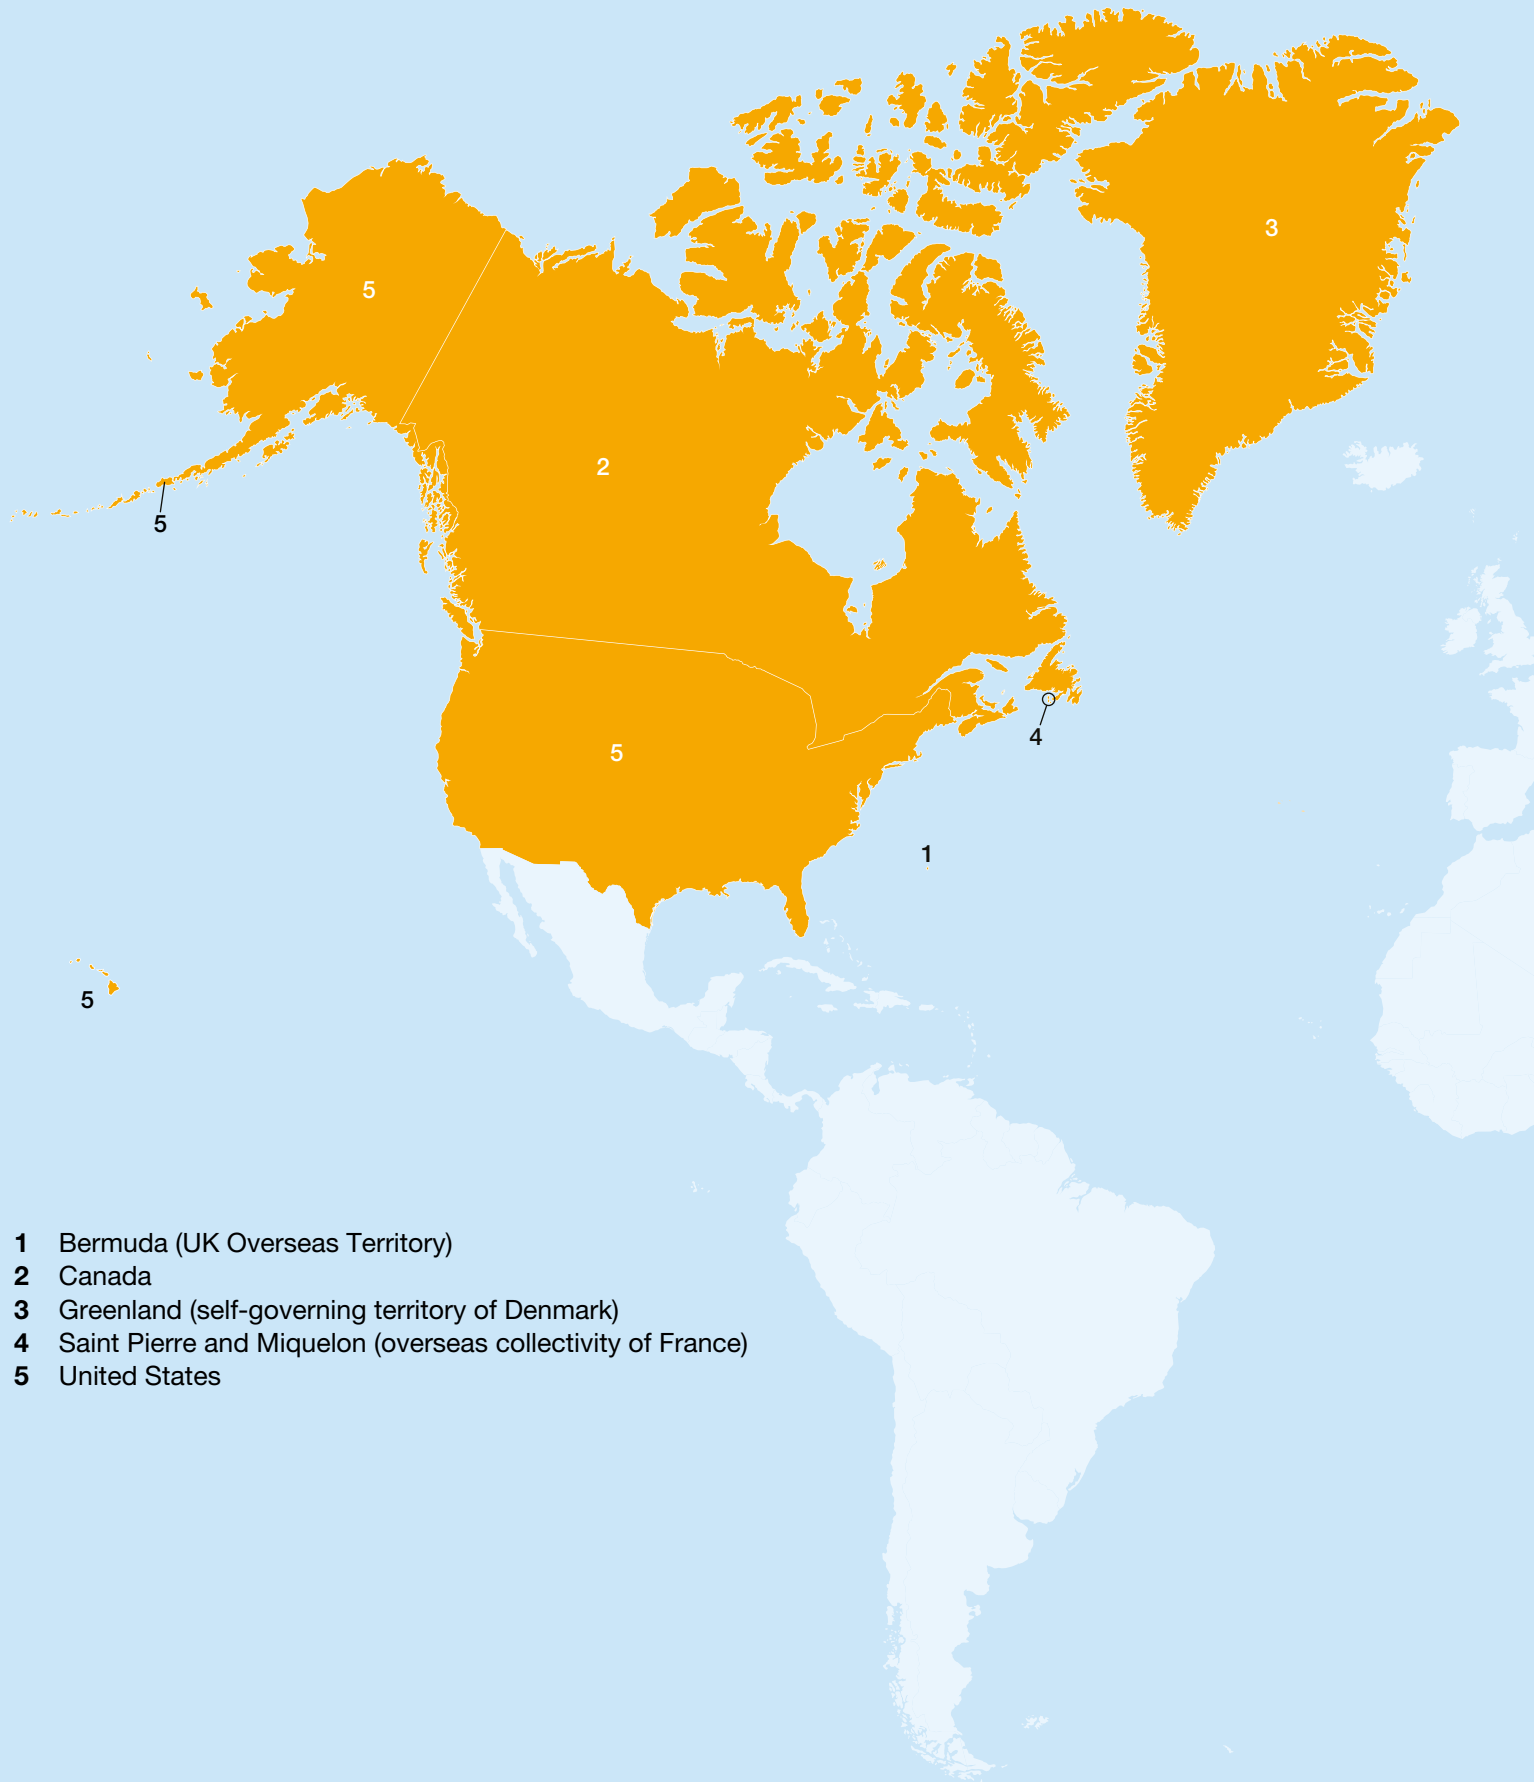 3
5
2
5
4
5
1
5
1 Bermuda (UK Overseas Territory)
2 Canada
3 Greenland (self-governing territory of Denmark)
4 Saint Pierre and Miquelon (overseas collectivity of France)
5 United States